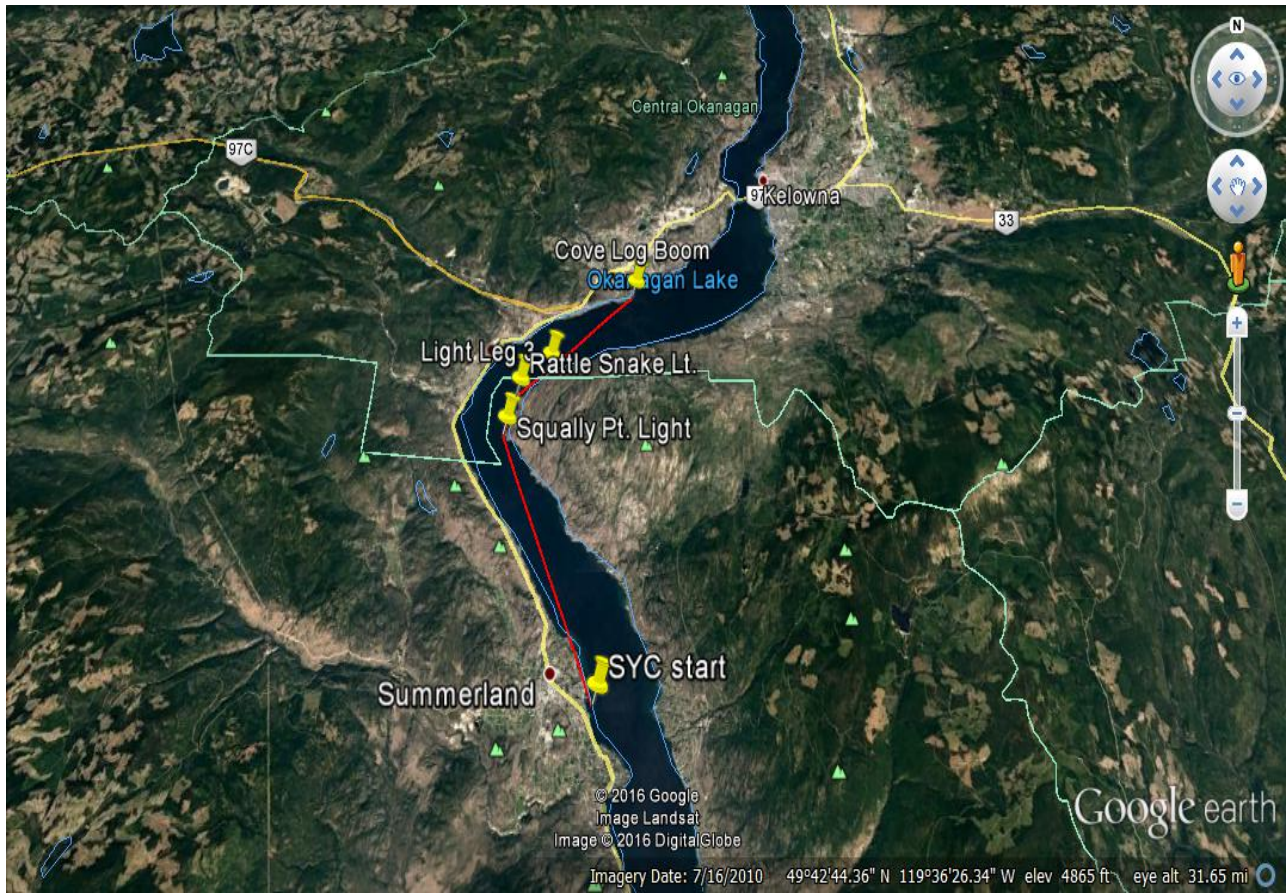 N
Central Okanagan
97C
97
Kelowna
33
Cove Log Boom
Okanagan Lake
Light Leg 3
Rattle Snake Lt.
Squally Pt. Light
SYC start
Summerland
© 2016 Google
Image Landsat
Image © 2016 DigitalGlobe
Google earth
Imagery Date: 7/16/2010 49°42'44.36" N 119°36'26.34" W elev 4865 ft eye alt 31.65 mi